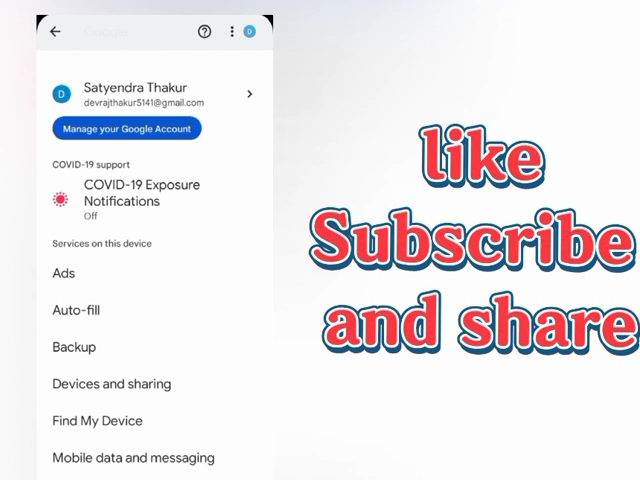 Google
D
D
Satyendra Thakur
devrajthakur5141@gmail.com
Manage your Google Account
COVID-19 support
COVID-19 Exposure
Notifications
Off
Services on this device
Ads
Auto-fill
Backup
Devices and sharing
Find My Device
Mobile data and messaging
like
Subscribe
and share